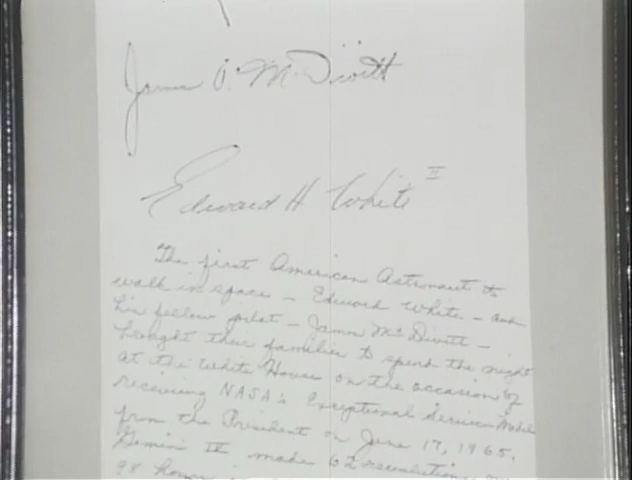 James A. McDivitt
Edward H White II
The first American Astronaut to
walk in space - Edward White - and
his fellow pilot - James McDivitt -
brought their families to spend the night
at the White House on the occasion of
receiving NASA's Exceptional Service Medal
from the President on June 17, 1965.
Gemini IV made 62 revolutions
98 hours